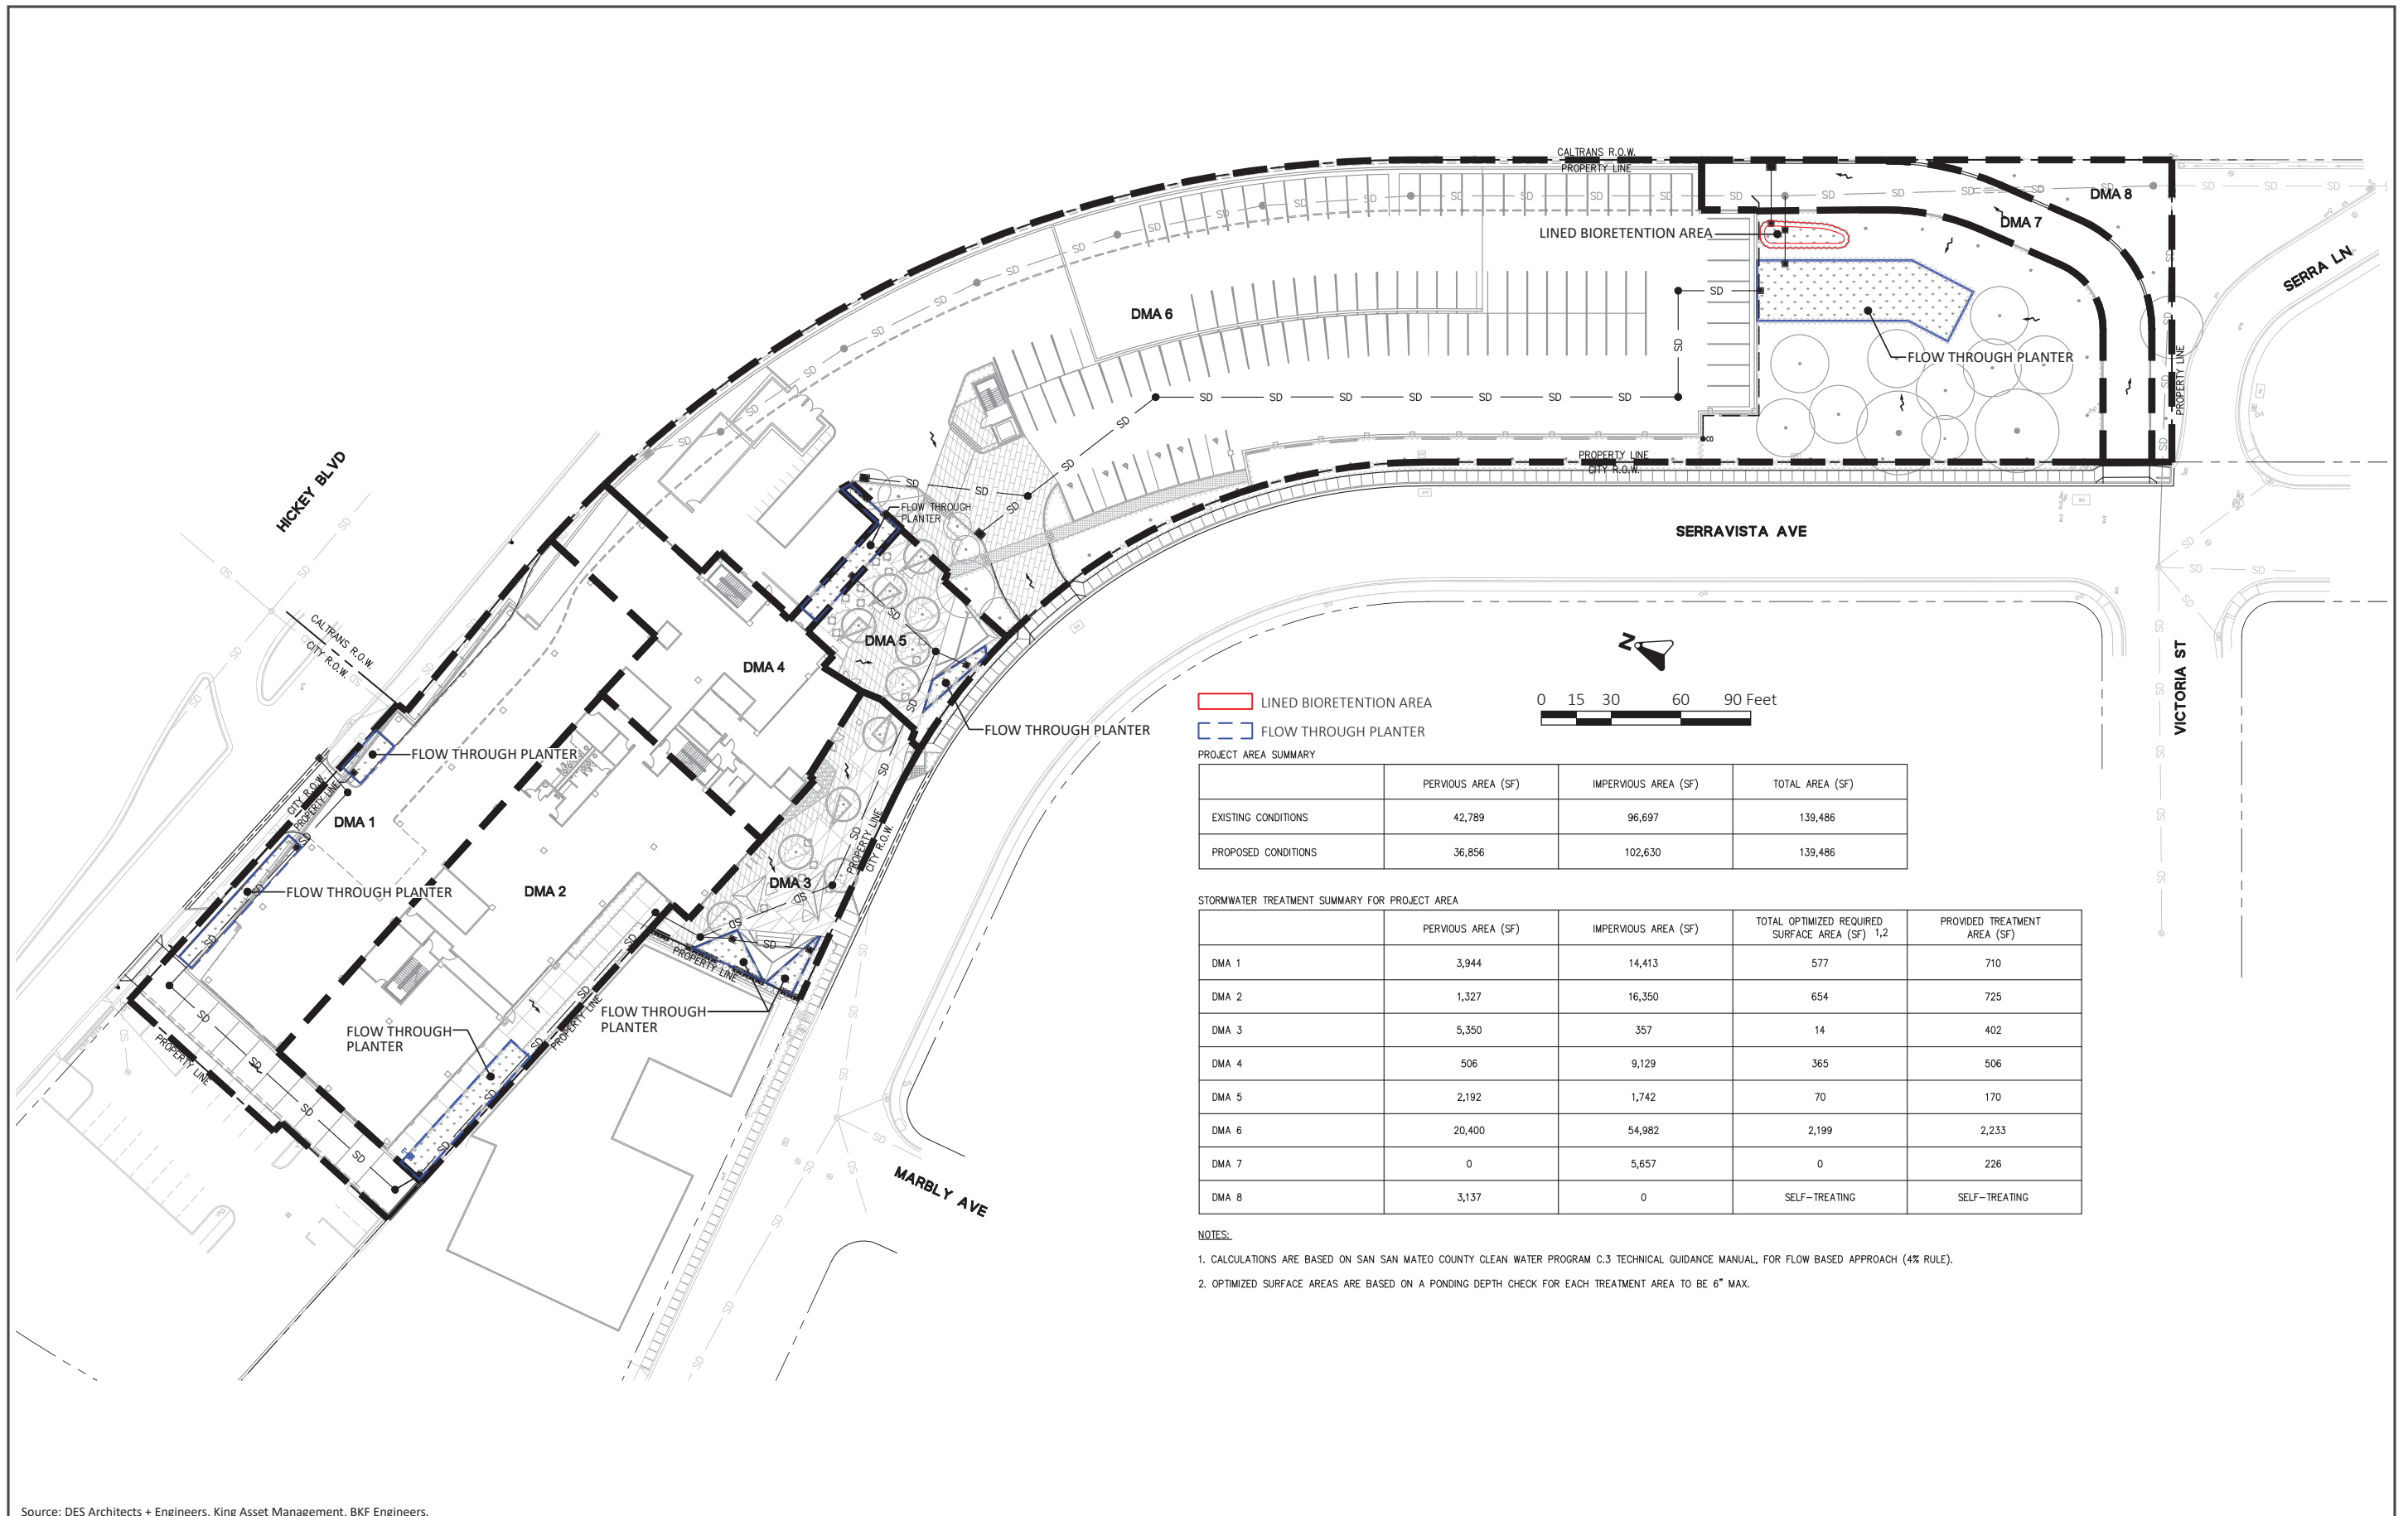 CALTRANS R.O.W.
PROPERTY LINE
DMA 8
DMA 7
LINED BIORETENTION AREA
SERRA LN
DMA 6
FLOW THROUGH PLANTER
PROPERTY LINE
PROPERTY LINE
CITY R.O.W.
HICKEY BLVD
FLOW THROUGH
PLANTER
SERRAVISTA AVE
CALTRANS R.O.W.
CITY R.O.W.
DMA 5
DMA 4
N
VICTORIA ST
FLOW THROUGH PLANTER
FLOW THROUGH PLANTER
CITY R.O.W.
PROPERTY LINE
DMA 1
PROPERTY LINE
CITY R.O.W.
DMA 3
DMA 2
FLOW THROUGH PLANTER
PROPERTY LINE
FLOW THROUGH
PLANTER
PROPERTY LINE
FLOW THROUGH
PLANTER
PROPERTY LINE
MARBLY AVE
SD
LINED BIORETENTION AREA
FLOW THROUGH PLANTER
0 15 30 60 90 Feet
PROJECT AREA SUMMARY
PERVIOUS AREA (SF) IMPERVIOUS AREA (SF) TOTAL AREA (SF)
EXISTING CONDITIONS 42,789 96,697 139,486
PROPOSED CONDITIONS 36,856 102,630 139,486
STORMWATER TREATMENT SUMMARY FOR PROJECT AREA
PERVIOUS AREA (SF) IMPERVIOUS AREA (SF) TOTAL OPTIMIZED REQUIRED SURFACE AREA (SF) 1,2 PROVIDED TREATMENT AREA (SF)
DMA 1 3,944 14,413 577 710
DMA 2 1,327 16,350 654 725
DMA 3 5,350 357 14 402
DMA 4 506 9,129 365 506
DMA 5 2,192 1,742 70 170
DMA 6 20,400 54,982 2,199 2,233
DMA 7 0 5,657 0 226
DMA 8 3,137 0 SELF-TREATING SELF-TREATING
NOTES:
1. CALCULATIONS ARE BASED ON SAN SAN MATEO COUNTY CLEAN WATER PROGRAM C.3 TECHNICAL GUIDANCE MANUAL, FOR FLOW BASED APPROACH (4% RULE).
2. OPTIMIZED SURFACE AREAS ARE BASED ON A PONDING DEPTH CHECK FOR EACH TREATMENT AREA TO BE 6" MAX.
Source: DES Architects + Engineers, King Asset Management, BKF Engineers.